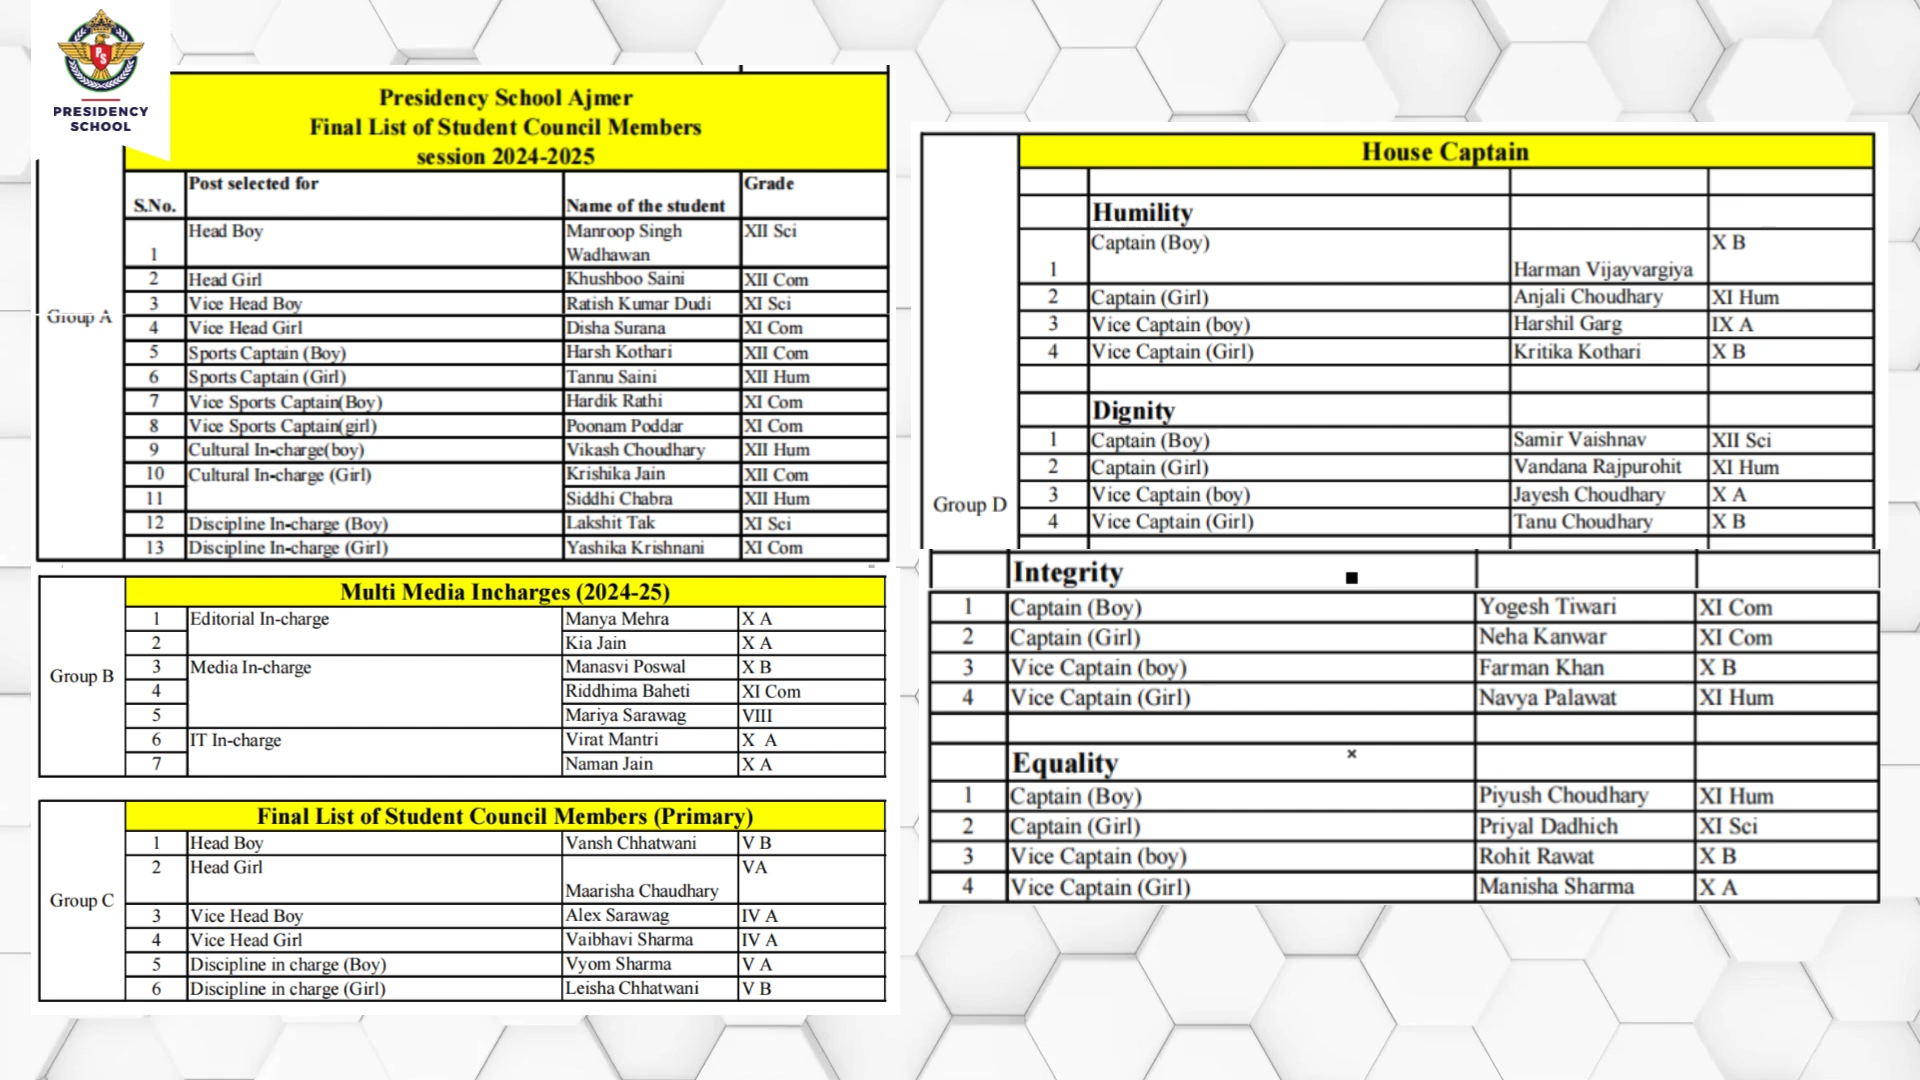 PRESIDENCY
SCHOOL
Presidency School Ajmer
Final List of Student Council Members
session 2024-2025
S.No. Post selected for Name of the student Grade
Group A
1 Head Boy Manroop Singh Wadhawan XII Sci
2 Head Girl Khushboo Saini XII Com
3 Vice Head Boy Ratish Kumar Dudi XI Sci
4 Vice Head Girl Disha Surana XI Com
5 Sports Captain (Boy) Harsh Kothari XII Com
6 Sports Captain (Girl) Tannu Saini XII Hum
7 Vice Sports Captain(Boy) Hardik Rathi XI Com
8 Vice Sports Captain(girl) Poonam Poddar XI Com
9 Cultural In-charge(boy) Vikash Choudhary XII Hum
10 Cultural In-charge (Girl) Krishika Jain XII Com
11 Siddhi Chabra XII Hum
12 Discipline In-charge (Boy) Lakshit Tak XI Sci
13 Discipline In-charge (Girl) Yashika Krishnani XI Com
Multi Media Incharges (2024-25)
Group B
1 Editorial In-charge Manya Mehra X A
2 Kia Jain X A
3 Media In-charge Manasvi Poswal X B
4 Riddhima Baheti XI Com
5 Mariya Sarawag VIII
6 IT In-charge Virat Mantri X A
7 Naman Jain X A
Final List of Student Council Members (Primary)
Group C
1 Head Boy Vansh Chhatwani V B
2 Head Girl Maarisha Chaudhary VA
3 Vice Head Boy Alex Sarawag IV A
4 Vice Head Girl Vaibhavi Sharma IV A
5 Discipline in charge (Boy) Vyom Sharma V A
6 Discipline in charge (Girl) Leisha Chhatwani V B
House Captain
Group D
Humility
1 Captain (Boy) Harman Vijayvargiya X B
2 Captain (Girl) Anjali Choudhary XI Hum
3 Vice Captain (boy) Harshil Garg IX A
4 Vice Captain (Girl) Kritika Kothari X B
Dignity
1 Captain (Boy) Samir Vaishnav XII Sci
2 Captain (Girl) Vandana Rajpurohit XI Hum
3 Vice Captain (boy) Jayesh Choudhary X A
4 Vice Captain (Girl) Tanu Choudhary X B
Integrity
1 Captain (Boy) Yogesh Tiwari XI Com
2 Captain (Girl) Neha Kanwar XI Com
3 Vice Captain (boy) Farman Khan X B
4 Vice Captain (Girl) Navya Palawat XI Hum
Equality
1 Captain (Boy) Piyush Choudhary XI Hum
2 Captain (Girl) Priyal Dadhich XI Sci
3 Vice Captain (boy) Rohit Rawat X B
4 Vice Captain (Girl) Manisha Sharma X A